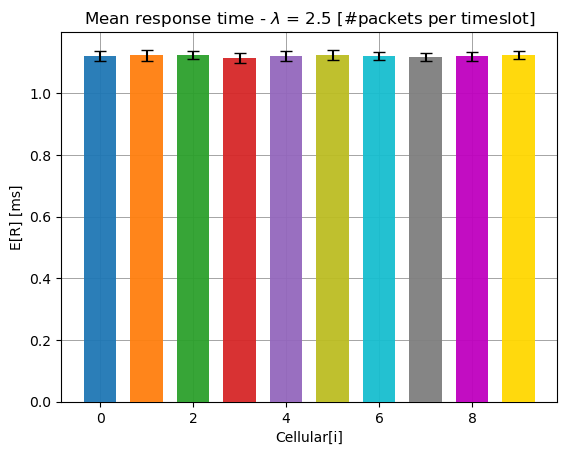 Mean response time - λ = 2.5 [#packets per timeslot]
E[R] [ms]
1.0
0.8
0.6
0.4
0.2
0.0
0 2 4 6 8
Cellular[i]